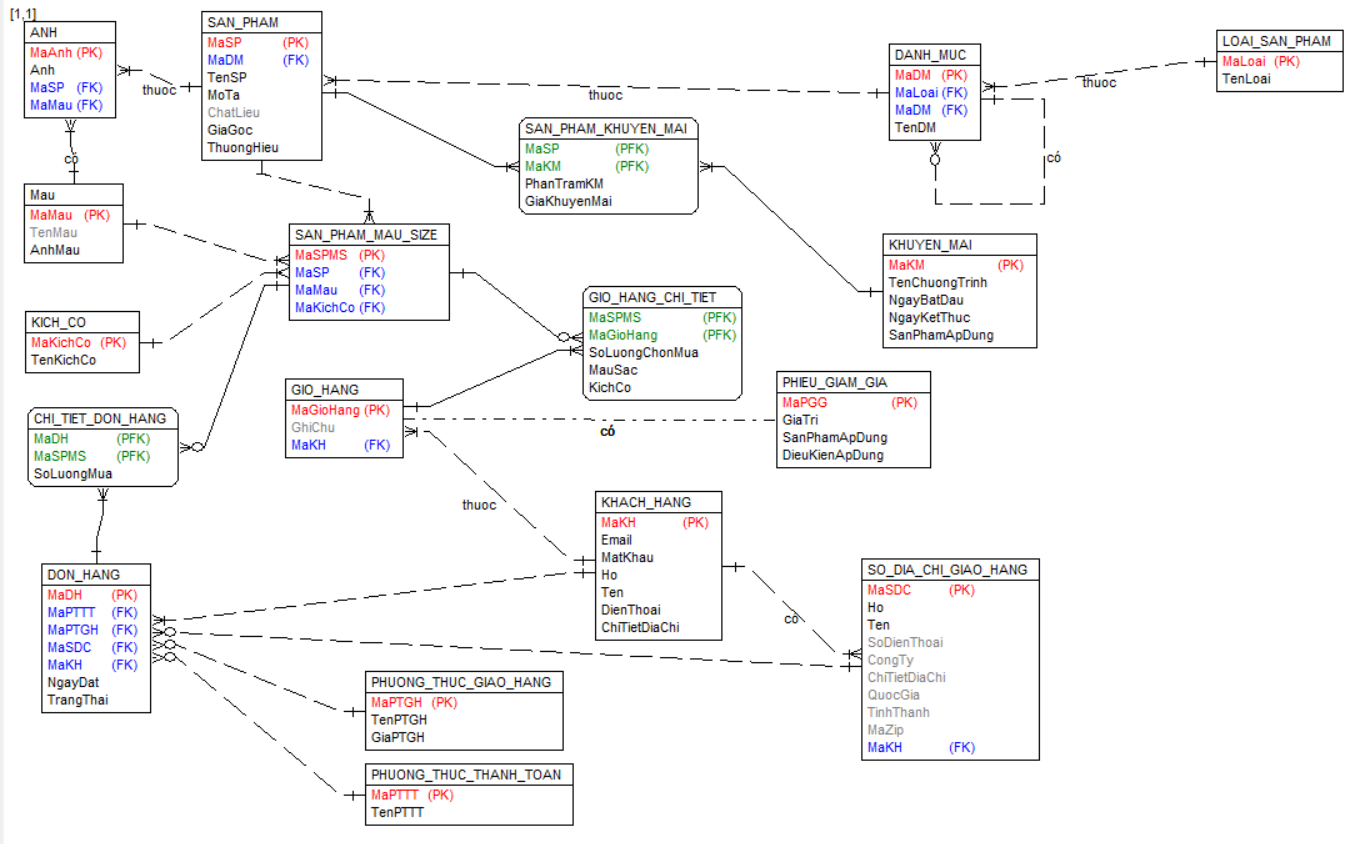 [1,1]
ANH
MaAnh (PK)
Anh
MaSP (FK)
MaMau (FK)
SAN_PHAM
MaSP (PK)
MaDM (FK)
TenSP
MoTa
ChatLieu
GiaGoc
ThuongHieu
DANH_MUC
MaDM (PK)
MaLoai (FK)
MaDM (FK)
TenDM
LOAI_SAN_PHAM
MaLoai (PK)
TenLoai
thuoc
thuoc
thuoc
có
có
SAN_PHAM_KHUYEN_MAI
MaSP (PFK)
MaKM (PFK)
PhanTramKM
GiaKhuyenMai
Mau
MaMau (PK)
TenMau
AnhMau
SAN_PHAM_MAU_SIZE
MaSPMS (PK)
MaSP (FK)
MaMau (FK)
MaKichCo (FK)
KHUYEN_MAI
MaKM (PK)
TenChuongTrinh
NgayBatDau
NgayKetThuc
SanPhamApDung
KICH_CO
MaKichCo (PK)
TenKichCo
GIO_HANG_CHI_TIET
MaSPMS (PFK)
MaGioHang (PFK)
SoLuongChonMua
MauSac
KichCo
GIO_HANG
MaGioHang (PK)
GhiChu
MaKH (FK)
có
PHIEU_GIAM_GIA
MaPGG (PK)
GiaTri
SanPhamApDung
DieuKienApDung
CHI_TIET_DON_HANG
MaDH (PFK)
MaSPMS (PFK)
SoLuongMua
thuoc
KHACH_HANG
MaKH (PK)
Email
MatKhau
Ho
Ten
DienThoai
ChiTietDiaChi
có
SO_DIA_CHI_GIAO_HANG
MaSDC (PK)
Ho
Ten
SoDienThoai
CongTy
ChiTietDiaChi
QuocGia
TinhThanh
MaZip
MaKH (FK)
DON_HANG
MaDH (PK)
MaPTTT (FK)
MaPTGH (FK)
MaSDC (FK)
MaKH (FK)
NgayDat
TrangThai
PHUONG_THUC_GIAO_HANG
MaPTGH (PK)
TenPTGH
GiaPTGH
PHUONG_THUC_THANH_TOAN
MaPTTT (PK)
TenPTTT